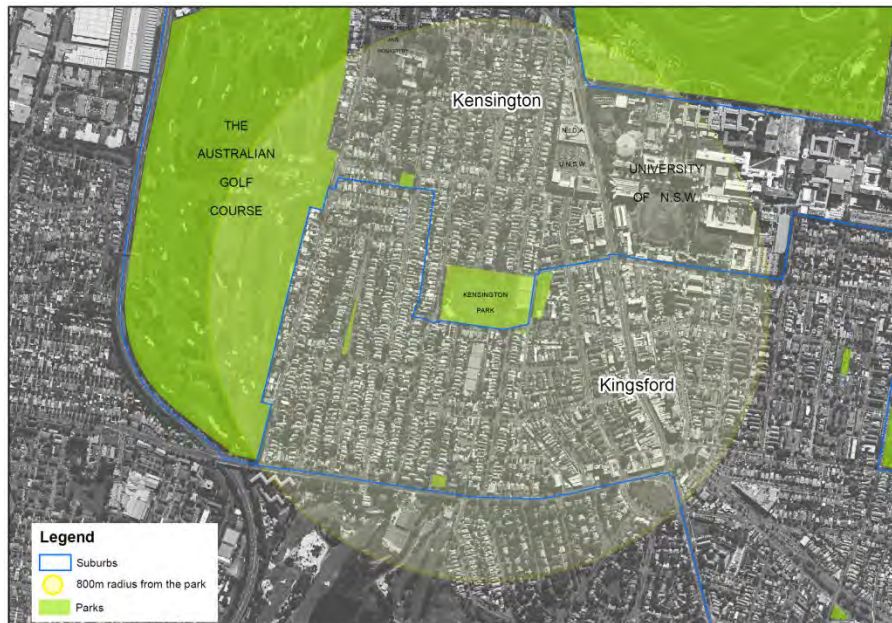 Kensington
THE
AUSTRALIAN
GOLF
COURSE
N.I.D.A.
U.N.S.W.
UNIVERSITY
OF N.S.W.
KENSINGTON
PARK
Kingsford
Legend
Suburbs
800m radius from the park
Parks